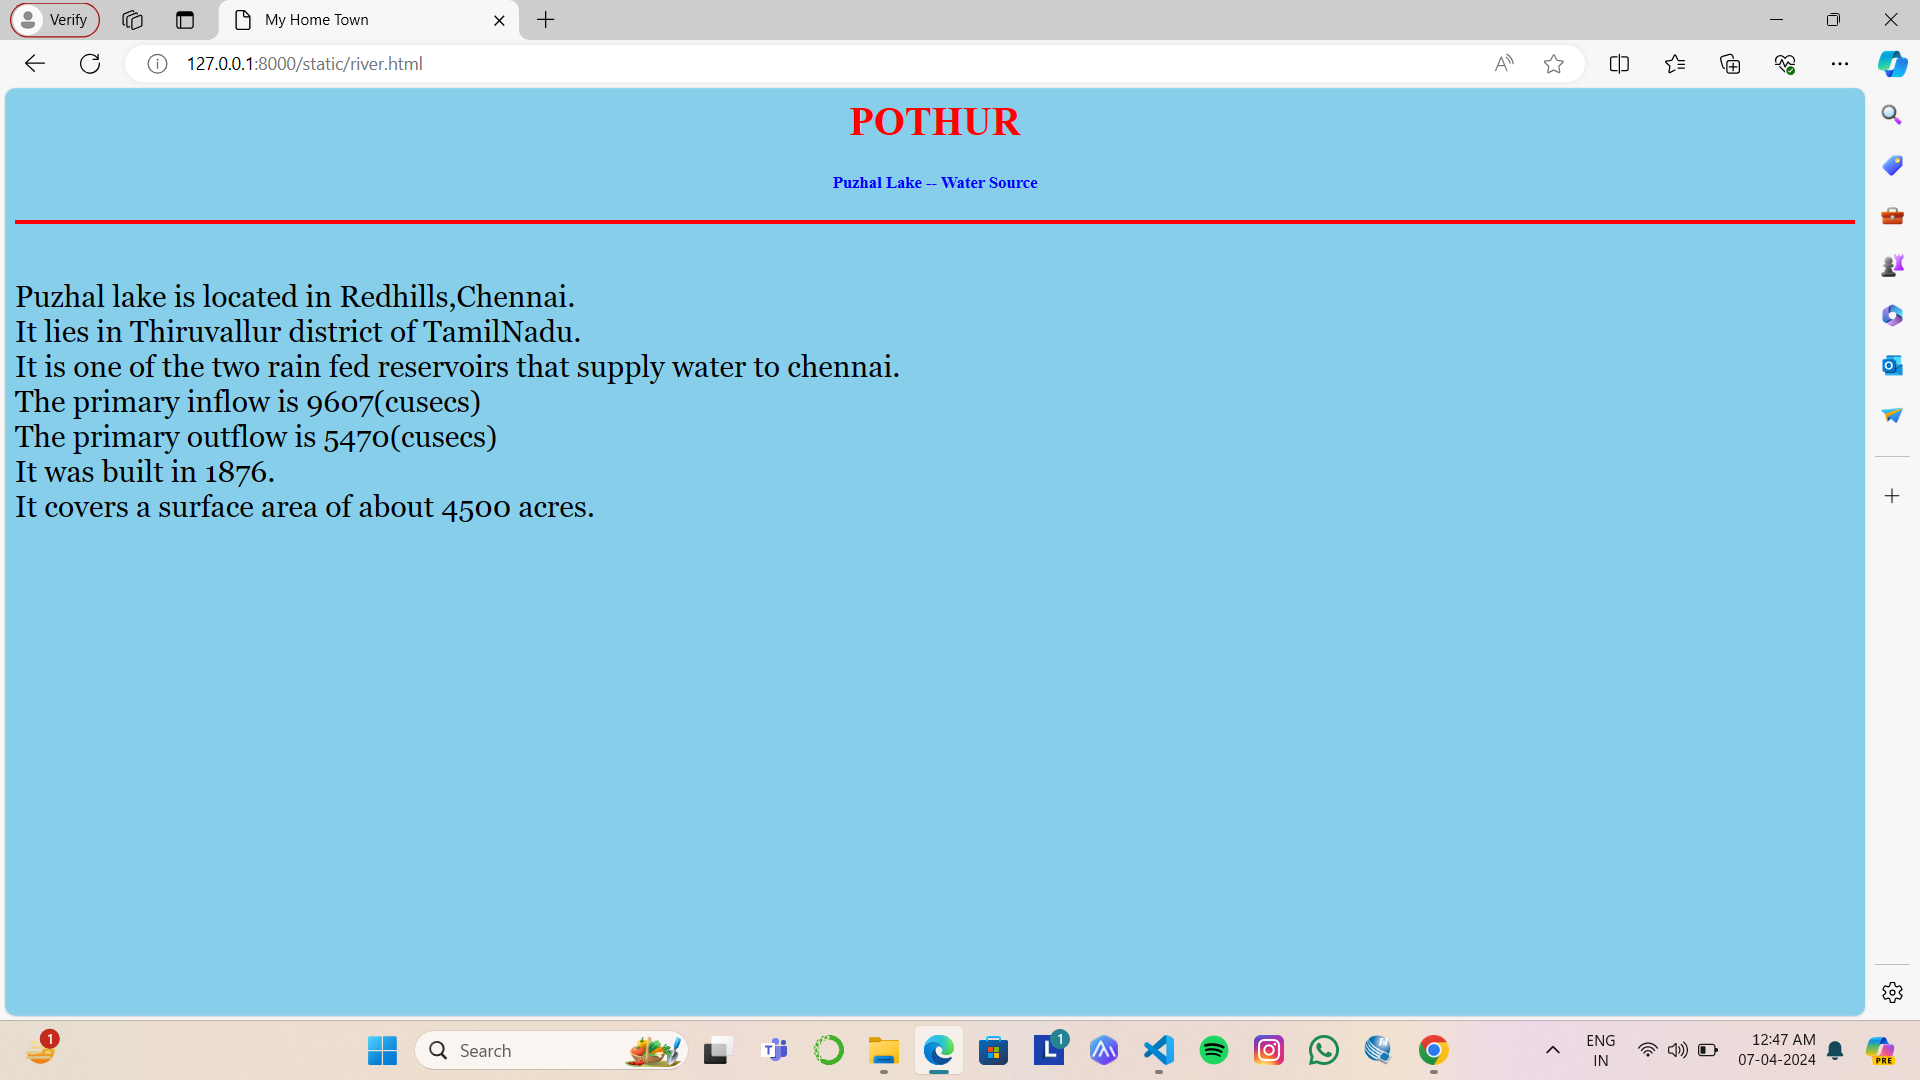 Verify
My Home Town
127.0.0.1:8000/static/river.html
POTHUR
Puzhal Lake -- Water Source
Puzhal lake is located in Redhills,Chennai.
It lies in Thiruvallur district of TamilNadu.
It is one of the two rain fed reservoirs that supply water to chennai.
The primary inflow is 9607(cusecs)
The primary outflow is 5470(cusecs)
It was built in 1876.
It covers a surface area of about 4500 acres.
1
Search
1
ENG
IN
12:47 AM
07-04-2024
PRE